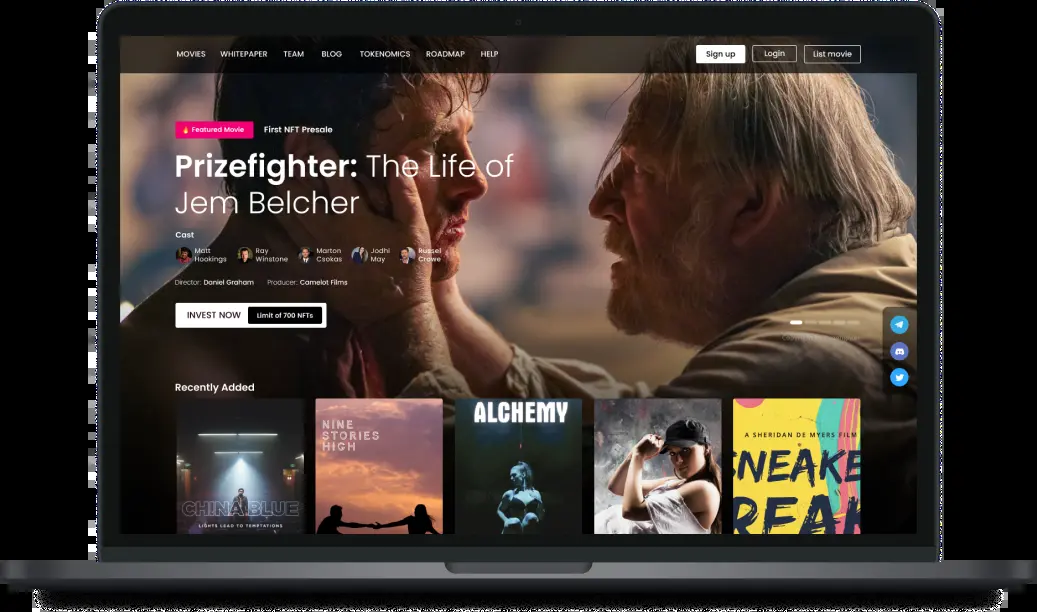 MOVIES WHITEPAPER TEAM BLOG TOKENOMICS ROADMAP HELP Sign up Login List movie
Featured Movie First NFT Presale
Prizefighter: The Life of
Jem Belcher
Cast
Matt Hookings
Ray Winstone
Marton Csokas
Jodhi May
Russel Crowe
Director: Daniel Graham Producer: Camelot Films
INVEST NOW Limit of 700 NFTs
Recently Added
CHINA BLUE
LIGHTS LEAD TO TEMPTATIONS
NINE
STORIES
HIGH
ALCHEMY
A SHERIDAN DE MYERS FILM
SNEAKE